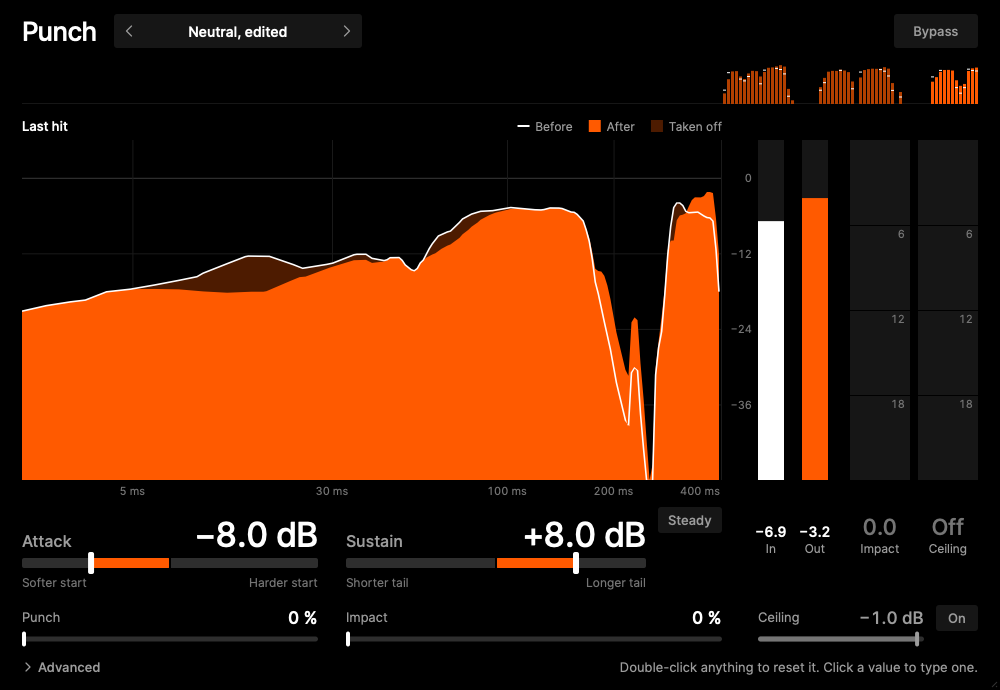 Punch
Neutral, edited
Bypass
Last hit
Before After Taken off
0
−12
−24
−36
6 6
12 12
18 18
5 ms 30 ms 100 ms 200 ms 400 ms
Attack −8.0 dB
Softer start Harder start
Sustain +8.0 dB
Shorter tail Longer tail
Steady
−6.9 −3.2 0.0 Off
In Out Impact Ceiling
Punch 0 %
Impact 0 %
Ceiling −1.0 dB On
Advanced
Double-click anything to reset it. Click a value to type one.